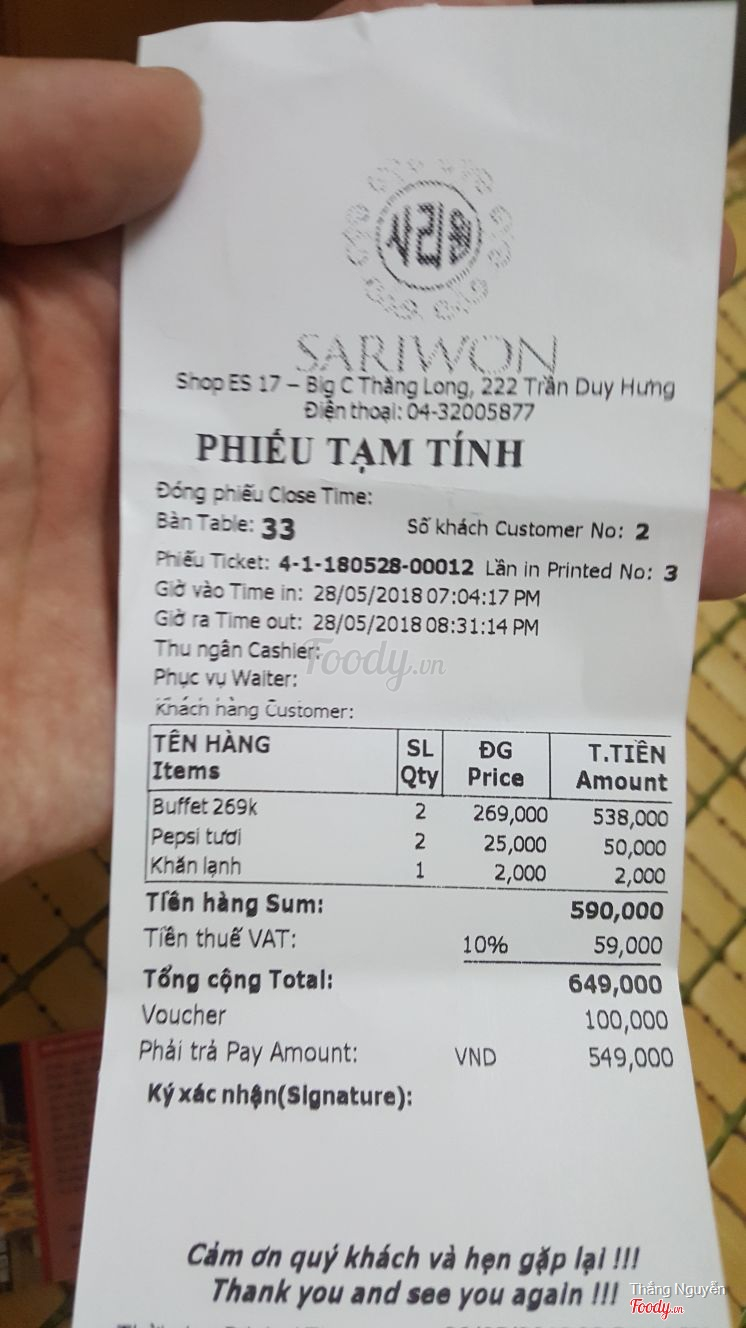 사리원
SARIWON
Shop ES 17 – Big C Thăng Long, 222 Trần Duy Hưng
Điện thoại: 04-32005877
PHIẾU TẠM TÍNH
Đóng phiếu Close Time:
Bàn Table: 33 Số khách Customer No: 2
Phiếu Ticket: 4-1-180528-00012 Lần in Printed No: 3
Giờ vào Time in: 28/05/2018 07:04:17 PM
Giờ ra Time out: 28/05/2018 08:31:14 PM
Thu ngân Cashier:
Foody.vn
Phục vụ Waiter:
Khách hàng Customer:
TÊN HÀNG SL ĐG T.TIỀN
Items Qty Price Amount
Buffet 269k 2 269,000 538,000
Pepsi tươi 2 25,000 50,000
Khăn lạnh 1 2,000 2,000
Tiền hàng Sum: 590,000
Tiền thuế VAT: 10% 59,000
Tổng cộng Total: 649,000
Voucher 100,000
Phải trả Pay Amount: VND 549,000
Ký xác nhận(Signature):
Cảm ơn quý khách và hẹn gặp lại !!!
Thank you and see you again !!!
Thắng Nguyễn
Foody.vn